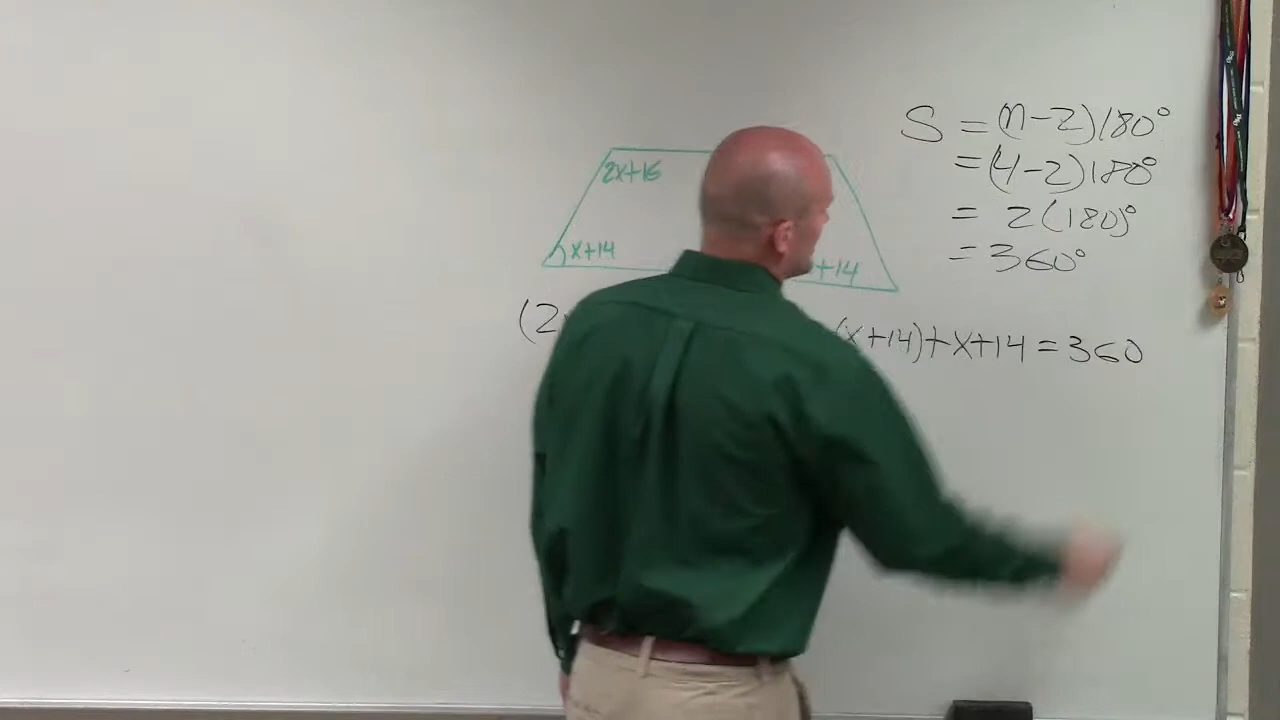 S = (n-2)180°
= (4-2)180°
= 2(180)°
= 360°
2x+16
x+14
+14
(2
(x+14)+x+14=360